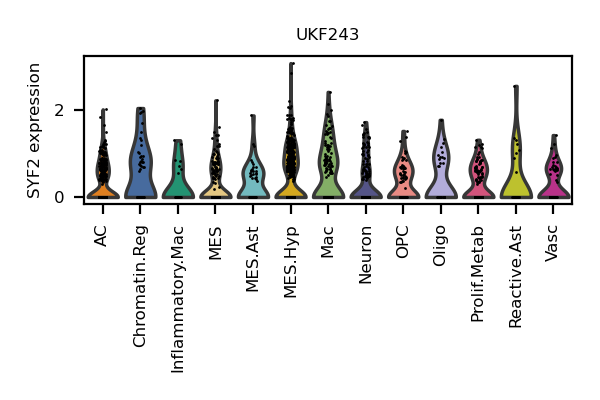 UKF243
SYF2 expression
2
0
AC
Chromatin.Reg
Inflammatory.Mac
MES
MES.Ast
MES.Hyp
Mac
Neuron
OPC
Oligo
Prolif.Metab
Reactive.Ast
Vasc